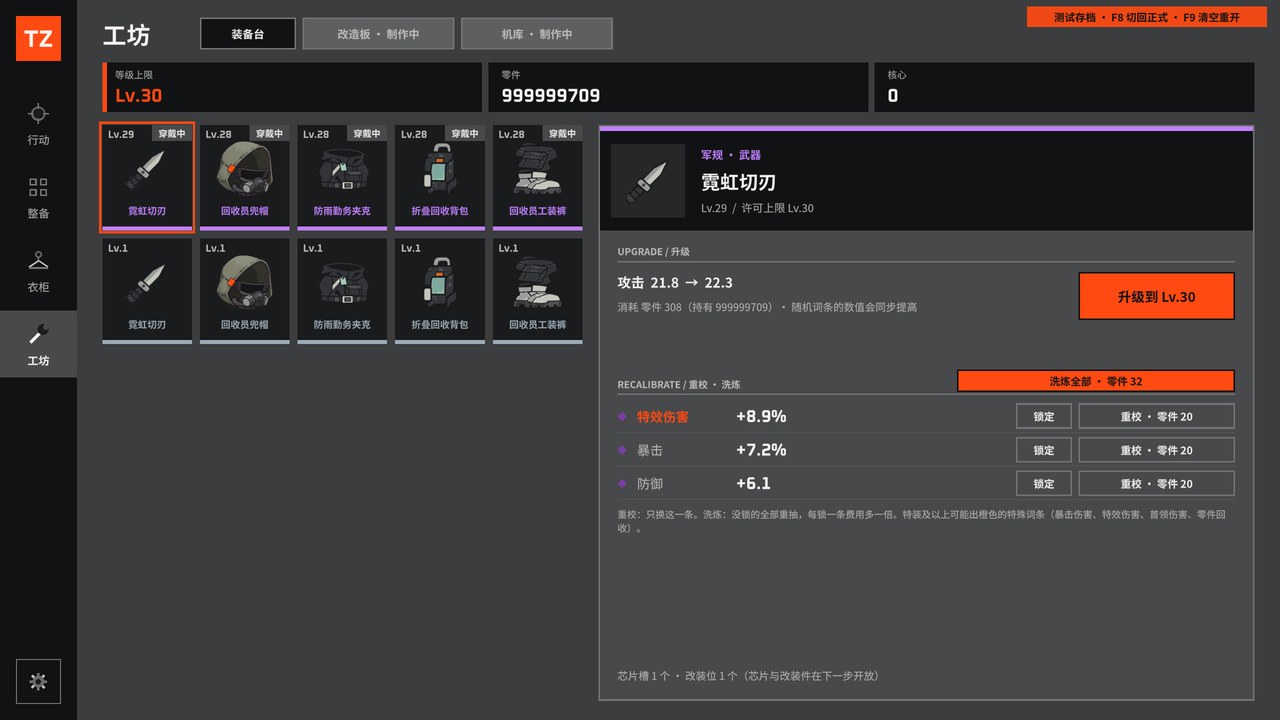 TZ
行动
整备
衣柜
工坊
工坊
装备台
改造板 · 制作中
机库 · 制作中
测试存档 · F8 切回正式 · F9 清空重开
等级上限
Lv.30
零件
999999709
核心
0
Lv.29 穿戴中
霓虹切刃
Lv.28 穿戴中
回收员兜帽
Lv.28 穿戴中
防雨勤务夹克
Lv.28 穿戴中
折叠回收背包
Lv.28 穿戴中
回收员工装裤
Lv.1
霓虹切刃
Lv.1
回收员兜帽
Lv.1
防雨勤务夹克
Lv.1
折叠回收背包
Lv.1
回收员工装裤
军规 · 武器
霓虹切刃
Lv.29 / 许可上限 Lv.30
UPGRADE / 升级
攻击 21.8 → 22.3
消耗 零件 308（持有 999999709） · 随机词条的数值会同步提高
升级到 Lv.30
RECALIBRATE / 重校 · 洗炼
洗炼全部 · 零件 32
特效伤害 +8.9% 锁定 重校 · 零件 20
暴击 +7.2% 锁定 重校 · 零件 20
防御 +6.1 锁定 重校 · 零件 20
重校：只换这一条。洗炼：没锁的全部重抽，每锁一条费用多一倍。特装及以上可能出橙色的特殊词条（暴击伤害、特效伤害、首领伤害、零件回
收）。
芯片槽 1 个 · 改装位 1 个（芯片与改装件在下一步开放）